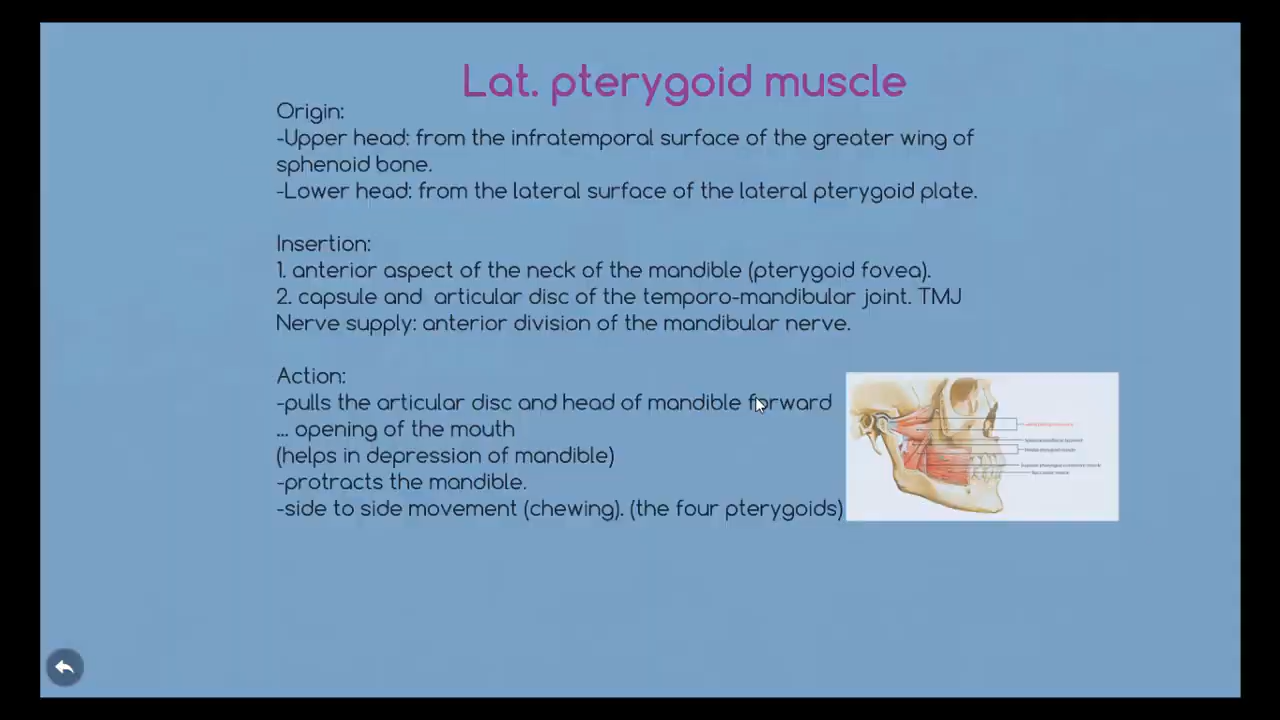 Lat. pterygoid muscle
Origin:
-Upper head: from the infratemporal surface of the greater wing of
sphenoid bone.
-Lower head: from the lateral surface of the lateral pterygoid plate.
Insertion:
1. anterior aspect of the neck of the mandible (pterygoid fovea).
2. capsule and articular disc of the temporo-mandibular joint. TMJ
Nerve supply: anterior division of the mandibular nerve.
Action:
-pulls the articular disc and head of mandible forward
... opening of the mouth
(helps in depression of mandible)
-protracts the mandible.
-side to side movement (chewing). (the four pterygoids)